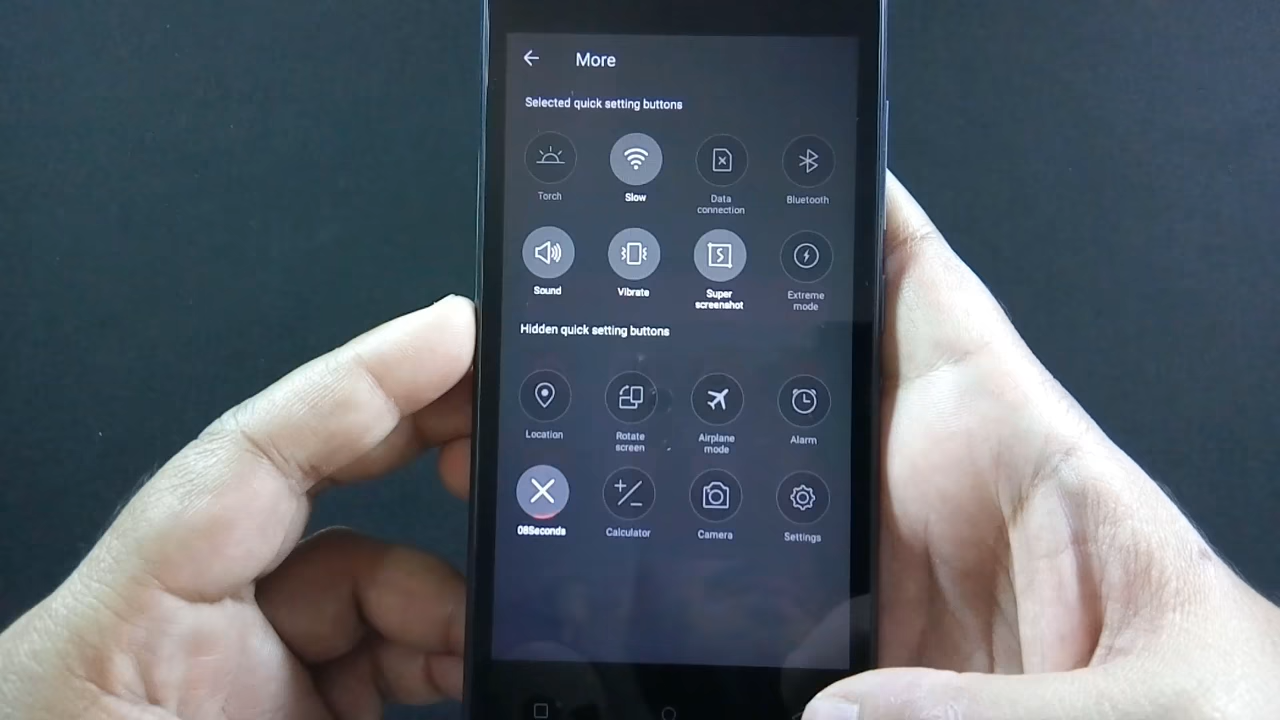 More
Selected quick setting buttons
Torch
Slow
Data
connection
Bluetooth
Sound
Vibrate
Super
screenshot
Extreme
mode
Hidden quick setting buttons
Location
Rotate
screen
Airplane
mode
Alarm
08Seconds
Calculator
Camera
Settings